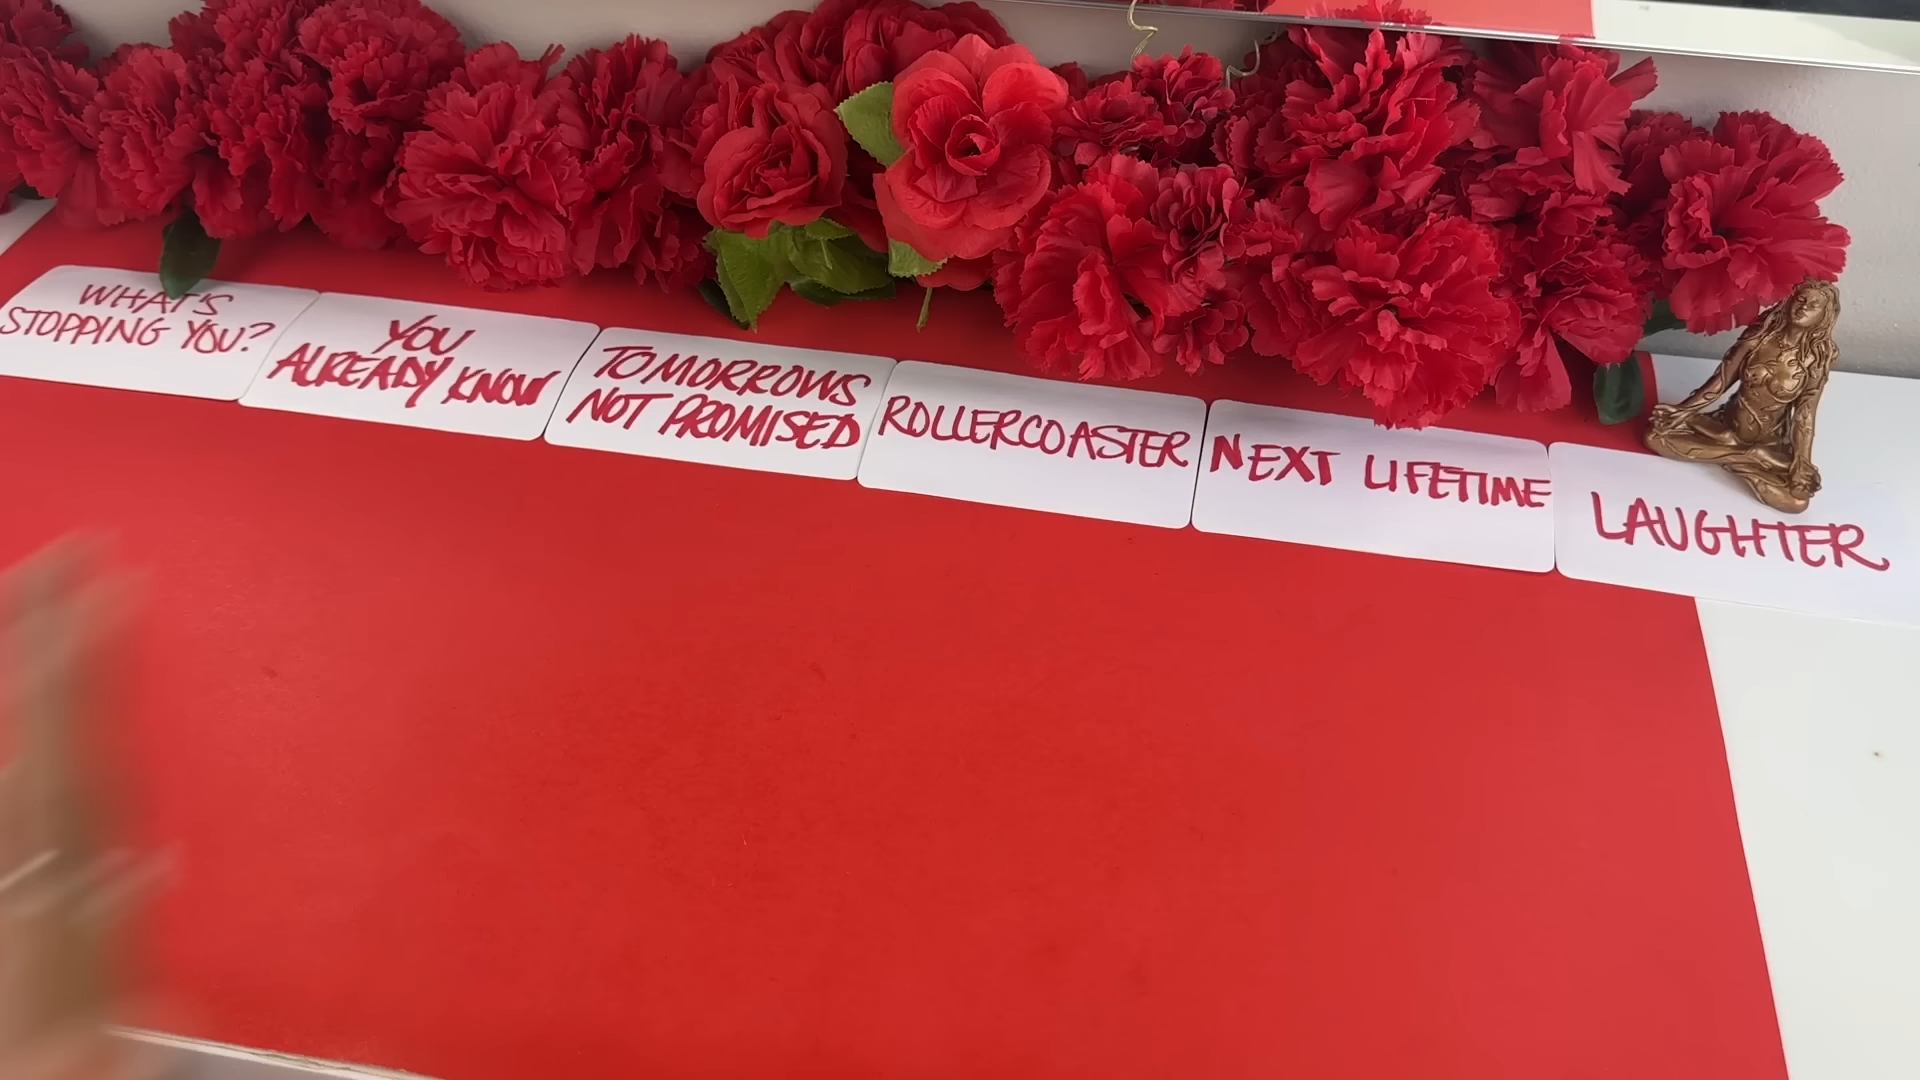 WHAT'S
STOPPING YOU?
YOU
ALREADY KNOW
TOMORROWS
NOT PROMISED
ROLLERCOASTER
NEXT LIFETIME
LAUGHTER